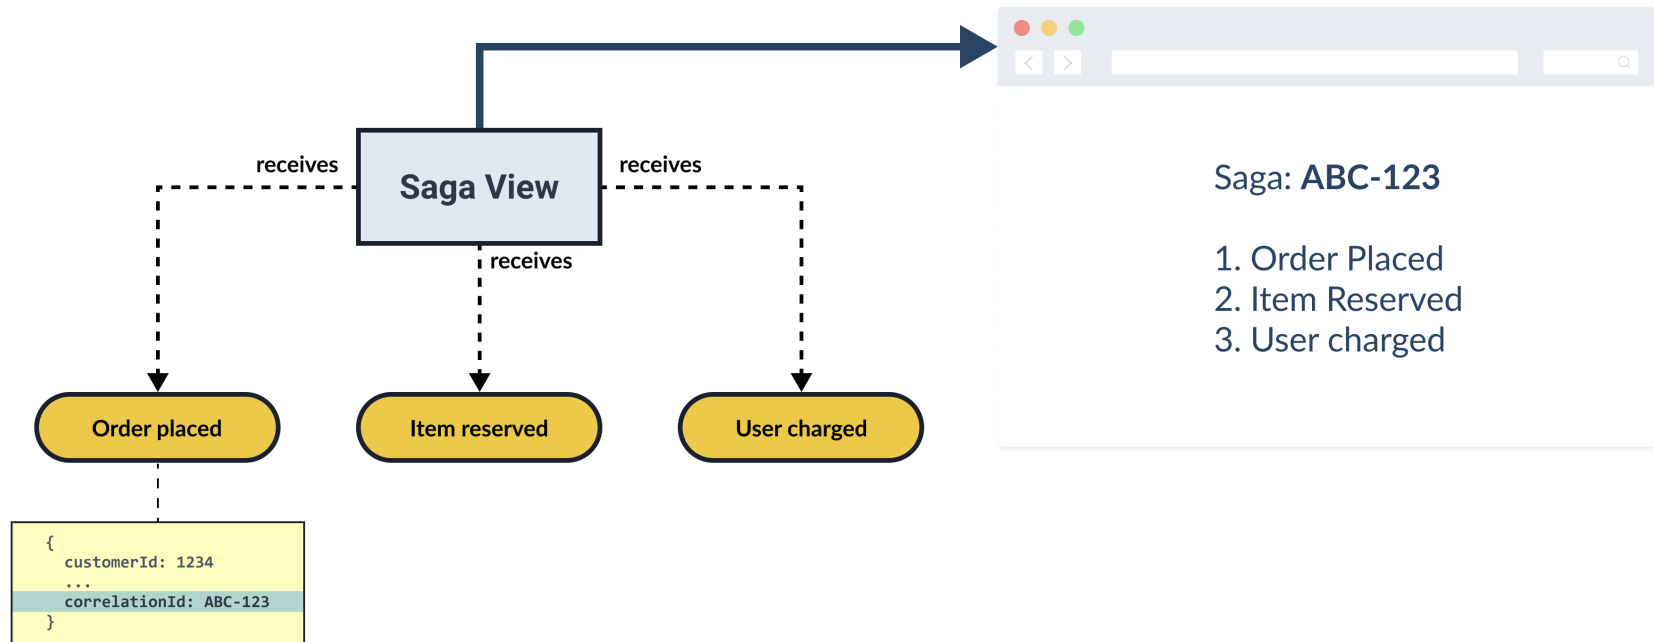 receives
Saga View
receives
receives
Order placed
Item reserved
User charged
{
customerId: 1234
...
correlationId: ABC-123
}
Saga: ABC-123
1. Order Placed
2. Item Reserved
3. User charged